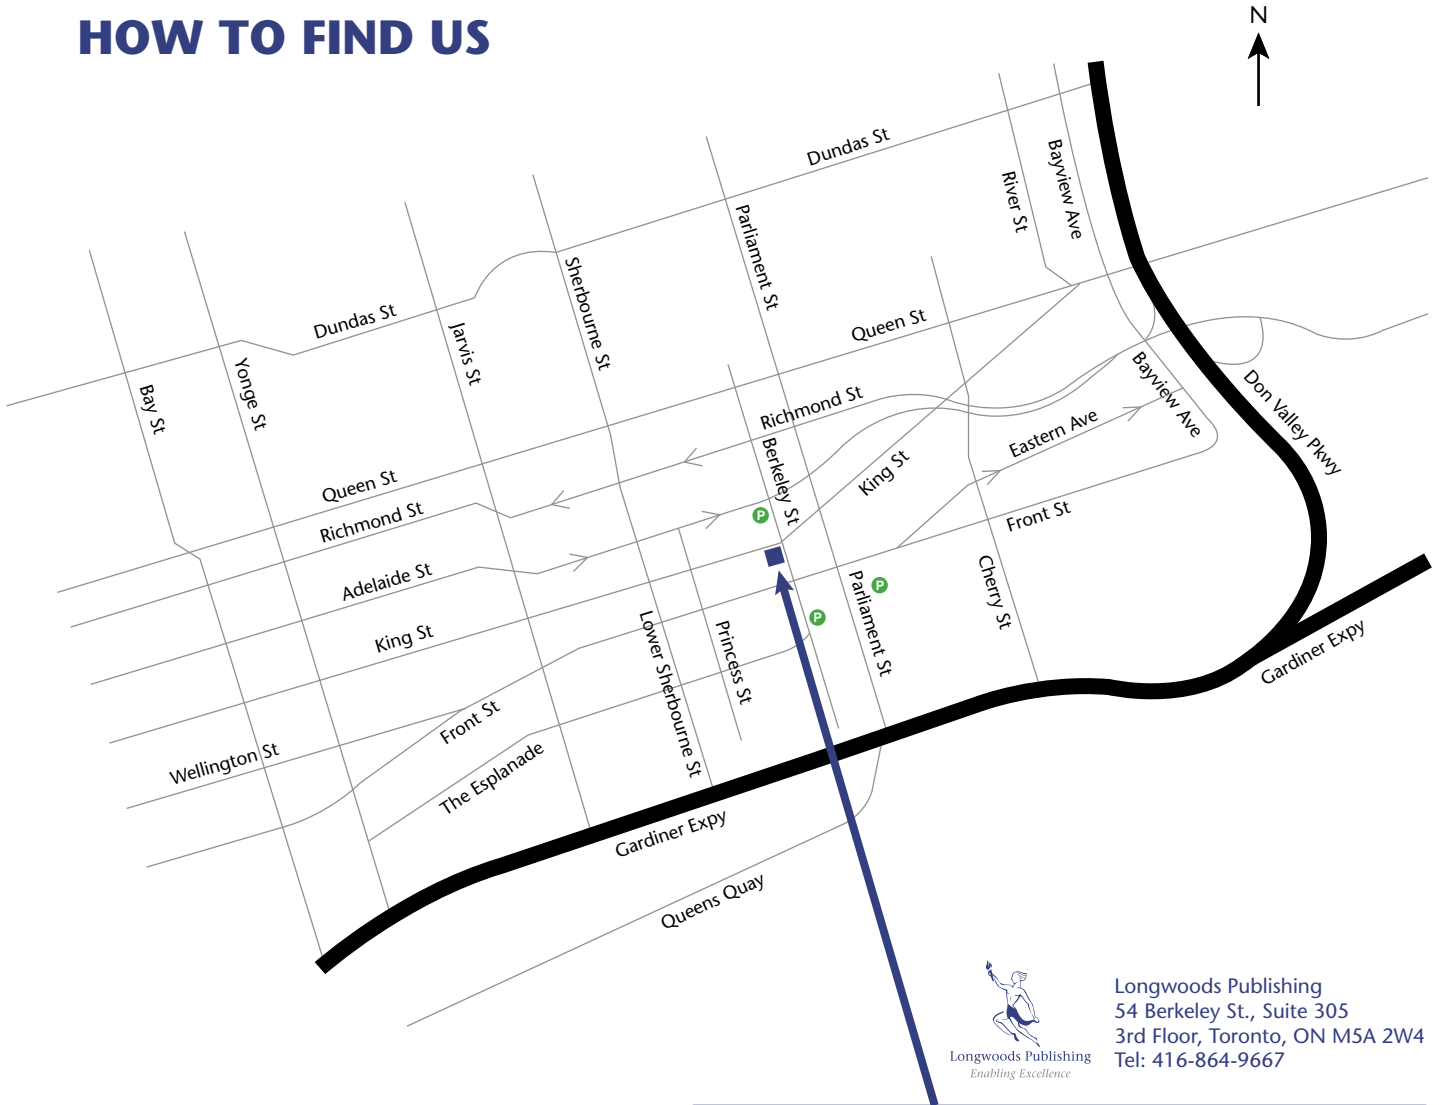 HOW TO FIND US
N
Dundas St
Bayview Ave
River St
Parliament St
Sherbourne St
Dundas St
Jarvis St
Queen St
Yonge St
Bay St
Bayview Ave
Don Valley Pkwy
Richmond St
Eastern Ave
Berkeley St
King St
Queen St
Richmond St
P
Front St
Adelaide St
Cherry St
P
Parliament St
P
King St
Lower Sherbourne St
Princess St
Gardiner Expy
Front St
Wellington St
The Esplanade
Gardiner Expy
Queens Quay
Longwoods Publishing
Enabling Excellence
Longwoods Publishing
54 Berkeley St., Suite 305
3rd Floor, Toronto, ON M5A 2W4
Tel: 416-864-9667